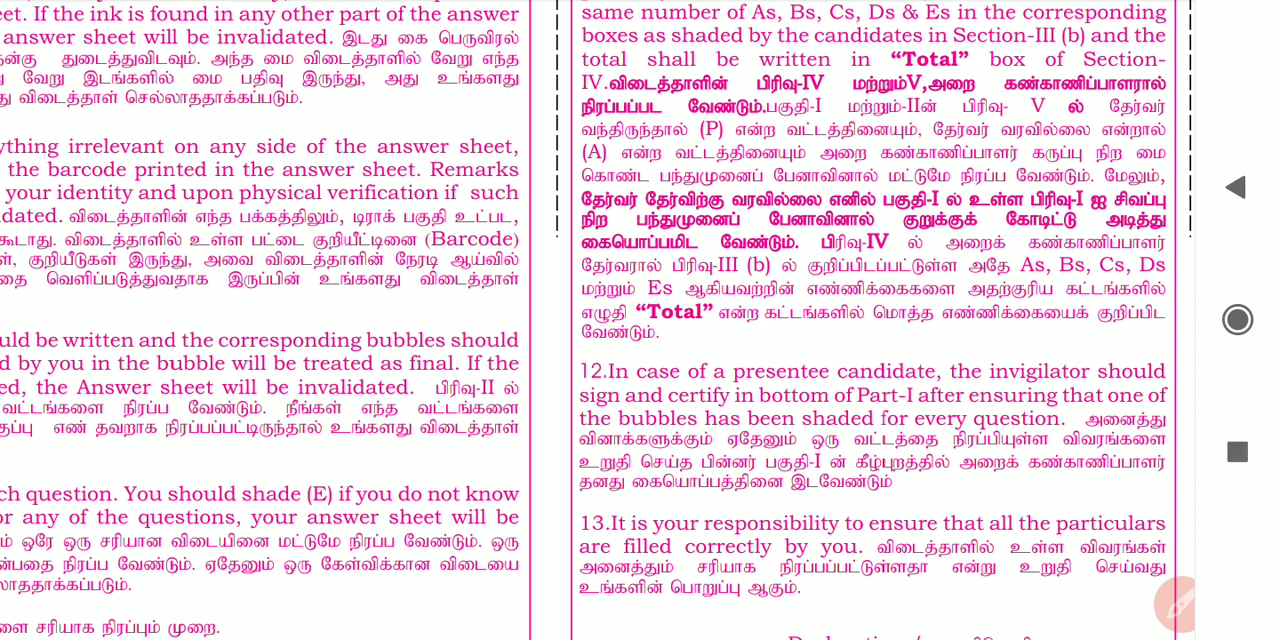 et. If the ink is found in any other part of the answer
answer sheet will be invalidated. இடது கை பெருவிரல்
தன்கு துடைத்துவிடவும். அந்த மை விடைத்தாளில் வேறு எந்த
து வேறு இடங்களில் மை பதிவு இருந்து, அது உங்களது
து விடைத்தாள் செல்லாததாக்கப்படும்.
ything irrelevant on any side of the answer sheet,
the barcode printed in the answer sheet. Remarks
your identity and upon physical verification if such
idated. விடைத்தாளின் எந்த பக்கத்திலும், டிராக் பகுதி உட்பட,
கூடாது. விடைத்தாளில் உள்ள பட்டை குறியீட்டினை (Barcode)
ள், குறியீடுகள் இருந்து, அவை விடைத்தாளின் நேரடி ஆய்வில்
தை வெளிப்படுத்துவதாக இருப்பின் உங்களது விடைத்தாள்
uld be written and the corresponding bubbles should
d by you in the bubble will be treated as final. If the
ed, the Answer sheet will be invalidated. பிரிவு-II ல்
வட்டங்களை நிரப்ப வேண்டும். நீங்கள் எந்த வட்டங்களை
குப்பு எண் தவறாக நிரப்பப்பட்டிருந்தால் உங்களது விடைத்தாள்
ch question. You should shade (E) if you do not know
or any of the questions, your answer sheet will be
ம் ஒரே ஒரு சரியான விடையினை மட்டுமே நிரப்ப வேண்டும். ஒரு
ன்பதை நிரப்ப வேண்டும். ஏதேனும் ஒரு கேள்விக்கான விடையை
லாததாக்கப்படும்.
ளை சரியாக நிரப்பும் முறை.
same number of As, Bs, Cs, Ds & Es in the corresponding
boxes as shaded by the candidates in Section-III (b) and the
total shall be written in “Total” box of Section-
IV.விடைத்தாளின் பிரிவு-IV மற்றும்V,அறை கண்காணிப்பாளரால்
நிரப்பப்பட வேண்டும்.பகுதி-I மற்றும்-IIன் பிரிவு- V ல் தேர்வர்
வந்திருந்தால் (P) என்ற வட்டத்தினையும், தேர்வர் வரவில்லை என்றால்
(A) என்ற வட்டத்தினையும் அறை கண்காணிப்பாளர் கருப்பு நிற மை
கொண்ட பந்துமுனைப் பேனாவினால் மட்டுமே நிரப்ப வேண்டும். மேலும்,
தேர்வர் தேர்விற்கு வரவில்லை எனில் பகுதி-I ல் உள்ள பிரிவு-I ஐ சிவப்பு
நிற பந்துமுனைப் பேனாவினால் குறுக்குக் கோடிட்டு அடித்து
கையொப்பமிட வேண்டும். பிரிவு-IV ல் அறைக் கண்காணிப்பாளர்
தேர்வரால் பிரிவு-III (b) ல் குறிப்பிடப்பட்டுள்ள அதே As, Bs, Cs, Ds
மற்றும் Es ஆகியவற்றின் எண்ணிக்கைகளை அதற்குரிய கட்டங்களில்
எழுதி “Total” என்ற கட்டங்களில் மொத்த எண்ணிக்கையைக் குறிப்பிட
வேண்டும்.
12.In case of a presentee candidate, the invigilator should
sign and certify in bottom of Part-I after ensuring that one of
the bubbles has been shaded for every question. அனைத்து
வினாக்களுக்கும் ஏதேனும் ஒரு வட்டத்தை நிரப்பியுள்ள விவரங்களை
உறுதி செய்த பின்னர் பகுதி-I ன் கீழ்புறத்தில் அறைக் கண்காணிப்பாளர்
தனது கையொப்பத்தினை இடவேண்டும்
13.It is your responsibility to ensure that all the particulars
are filled correctly by you. விடைத்தாளில் உள்ள விவரங்கள்
அனைத்தும் சரியாக நிரப்பப்பட்டுள்ளதா என்று உறுதி செய்வது
உங்களின் பொறுப்பு ஆகும்.